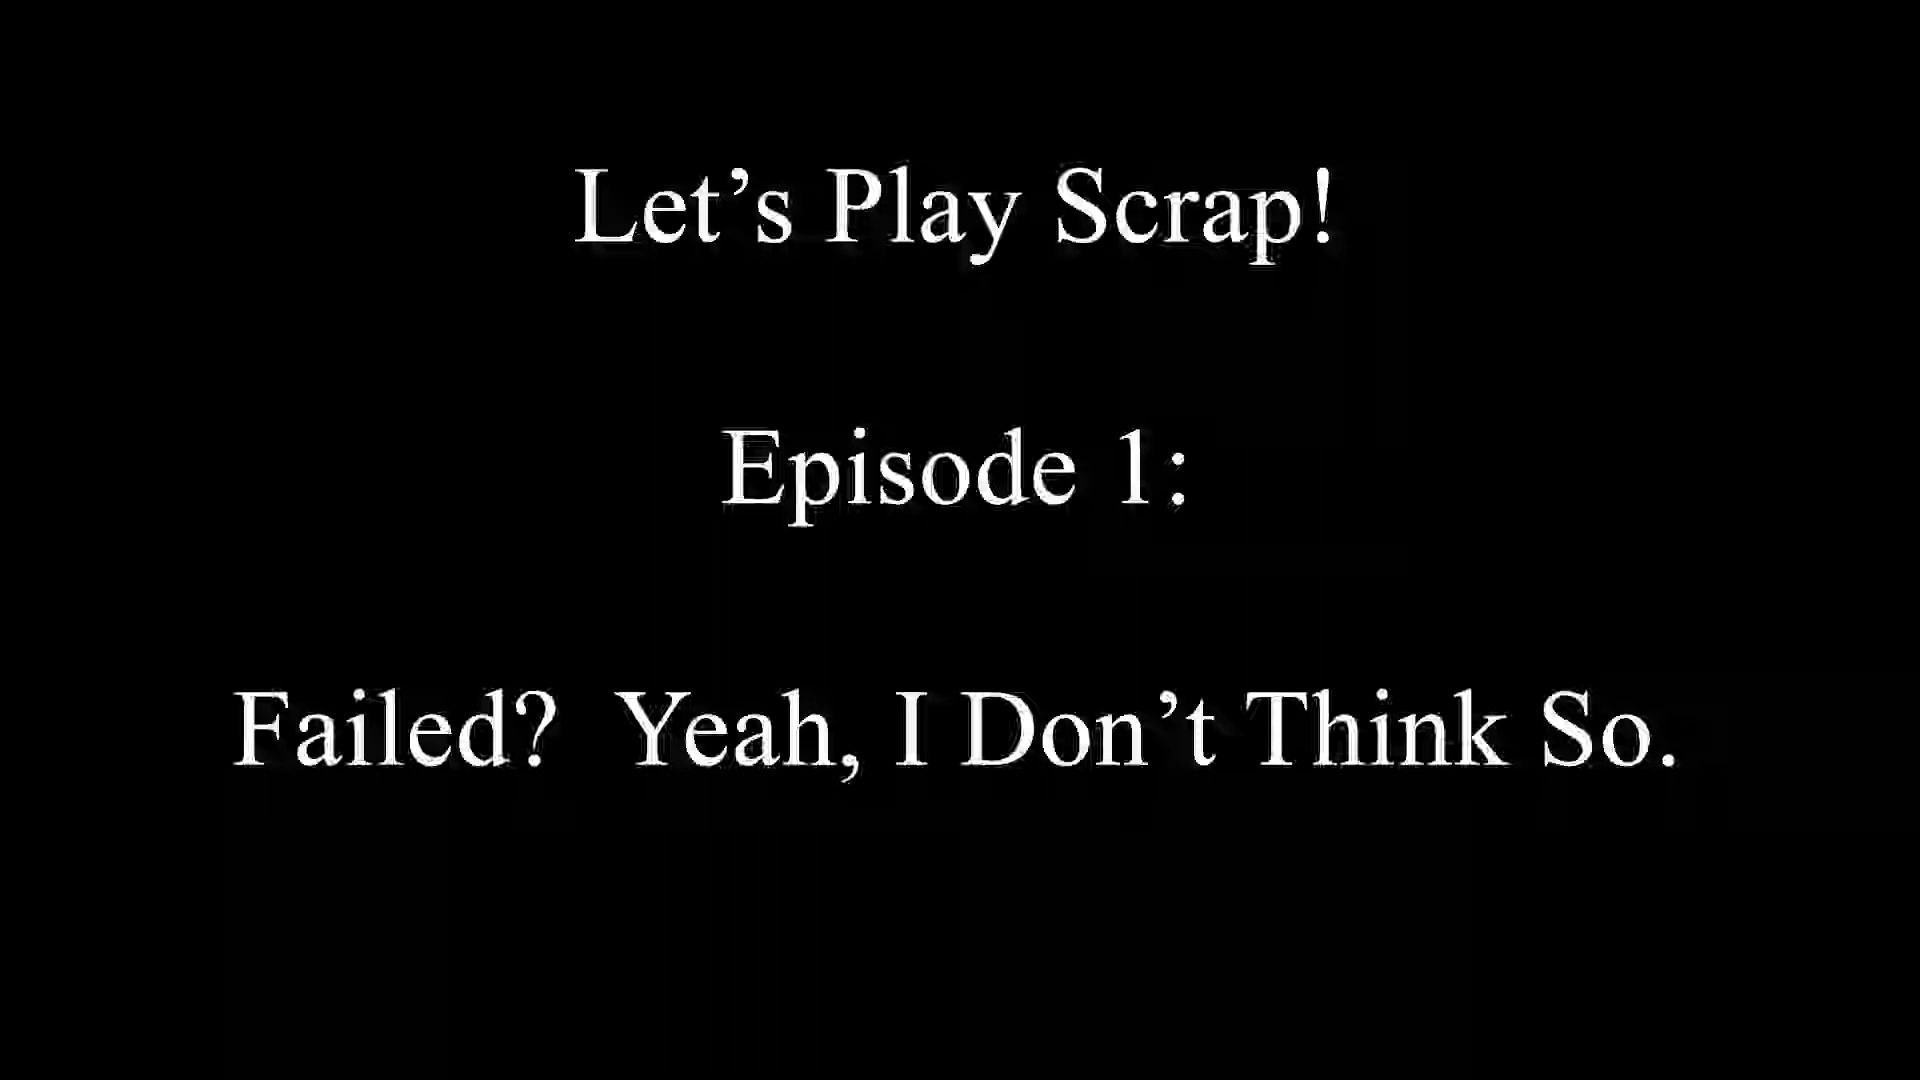 Let’s Play Scrap!
Episode 1:
Failed?  Yeah, I Don’t Think So.